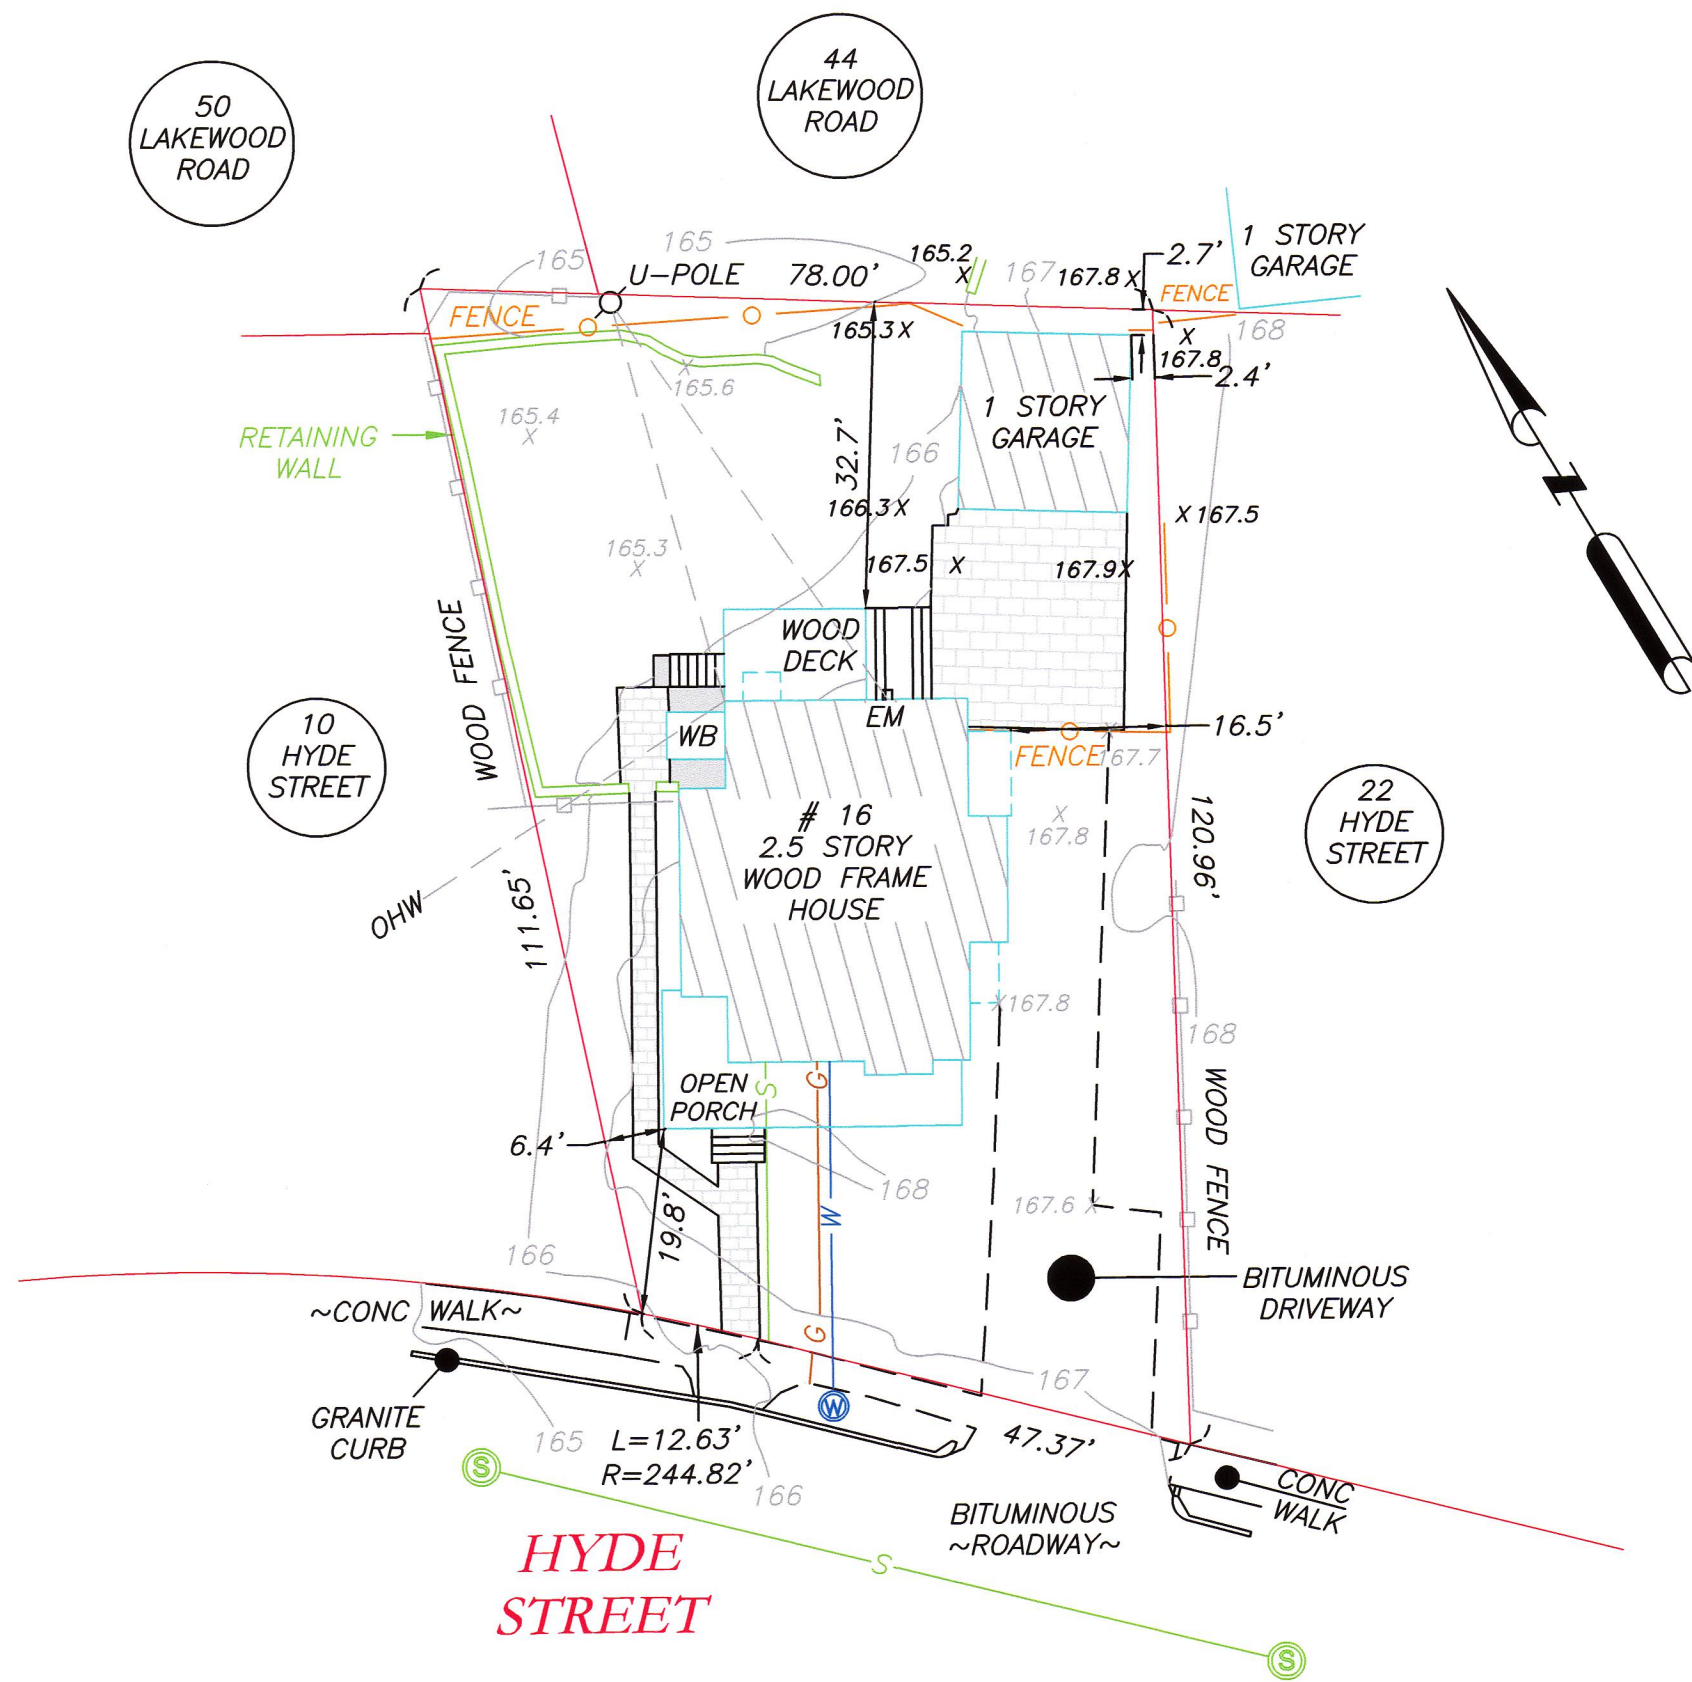 50
LAKEWOOD
ROAD
44
LAKEWOOD
ROAD
165
165
U-POLE
78.00'
165.2
X
167
167.8 X
2.7'
1 STORY
GARAGE
FENCE
FENCE
165.3 X
X
167.8
168
2.4'
X
165.6
165.4
X
RETAINING
WALL
1 STORY
GARAGE
32.7'
166
166.3 X
X 167.5
165.3
X
167.5 X
167.9 X
WOOD FENCE
WOOD
DECK
EM
WB
16.5'
FENCE
X
167.7
10
HYDE
STREET
# 16
2.5 STORY
WOOD FRAME
HOUSE
X
167.8
120.96'
22
HYDE
STREET
OHW
111.65'
X 167.8
168
OPEN
PORCH
S
G
6.4'
WOOD FENCE
19.8'
168
W
167.6 X
166
BITUMINOUS
DRIVEWAY
~CONC WALK~
G
167
W
GRANITE
CURB
165
L=12.63'
R=244.82'
166
47.37'
S
CONC
WALK
BITUMINOUS
~ROADWAY~
HYDE
STREET
S
S
N